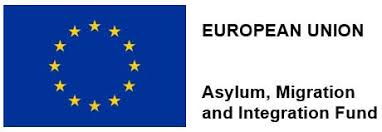 EUROPEAN UNION
Asylum, Migration
and Integration Fund